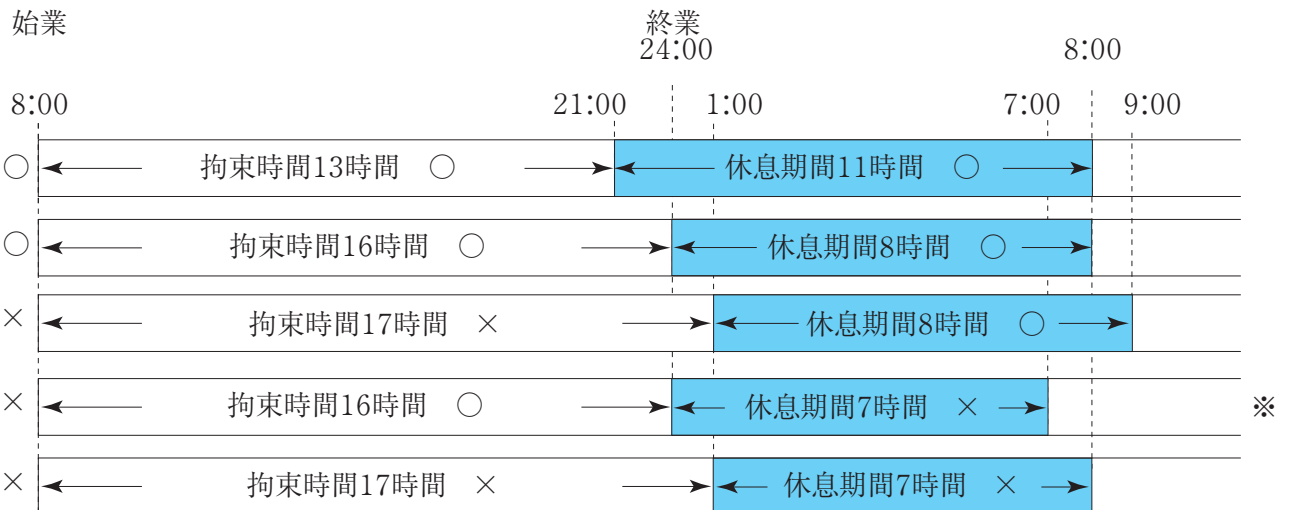 始業 終業
24:00 8:00
8:00 21:00 1:00 7:00 9:00
○ 拘束時間13時間 ○ 休息期間11時間 ○
○ 拘束時間16時間 ○ 休息期間8時間 ○
× 拘束時間17時間 × 休息期間8時間 ○
× 拘束時間16時間 ○ 休息期間7時間 × ※
× 拘束時間17時間 × 休息期間7時間 ×